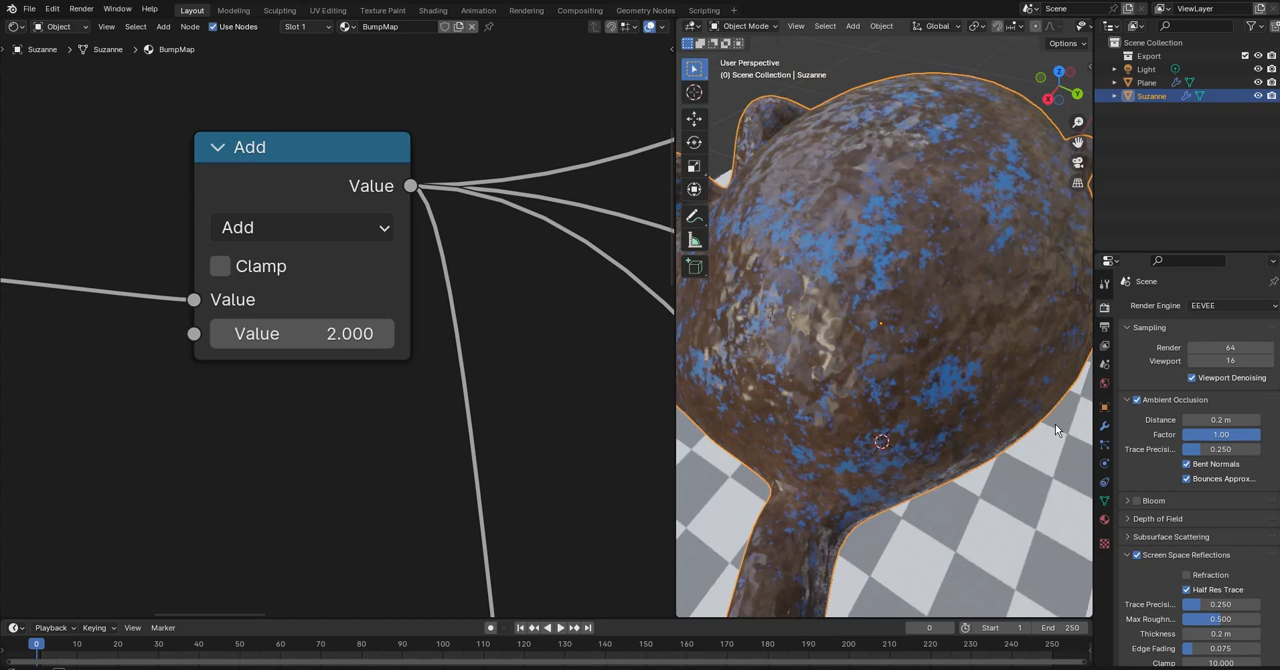 File Edit Render Window Help Layout Modeling Sculpting UV Editing Texture Paint Shading Animation Rendering Compositing Geometry Nodes Scripting + Scene ViewLayer
Object View Select Add Node Use Nodes Slot 1 BumpMap
Object Mode View Select Add Object Global
Options
Suzanne > Suzanne > BumpMap
User Perspective
(0) Scene Collection | Suzanne
Z
Y
X
Add
Value
Add
Clamp
Value
Value 2.000
Scene Collection
Export
Light
Plane
Suzanne
Scene
Render Engine EEVEE
Sampling
Render 64
Viewport 16
Viewport Denoising
Ambient Occlusion
Distance 0.2 m
Factor 1.00
Trace Precisi... 0.250
Bent Normals
Bounces Approx...
Bloom
Depth of Field
Subsurface Scattering
Screen Space Reflections
Refraction
Half Res Trace
Trace Precisi... 0.250
Max Roughn... 0.500
Thickness 0.2 m
Edge Fading 0.075
Clamp 10.000
Playback Keying View Marker 0 Start 1 End 250
0 10 20 30 40 50 60 70 80 90 100 110 120 130 140 150 160 170 180 190 200 210 220 230 240 250